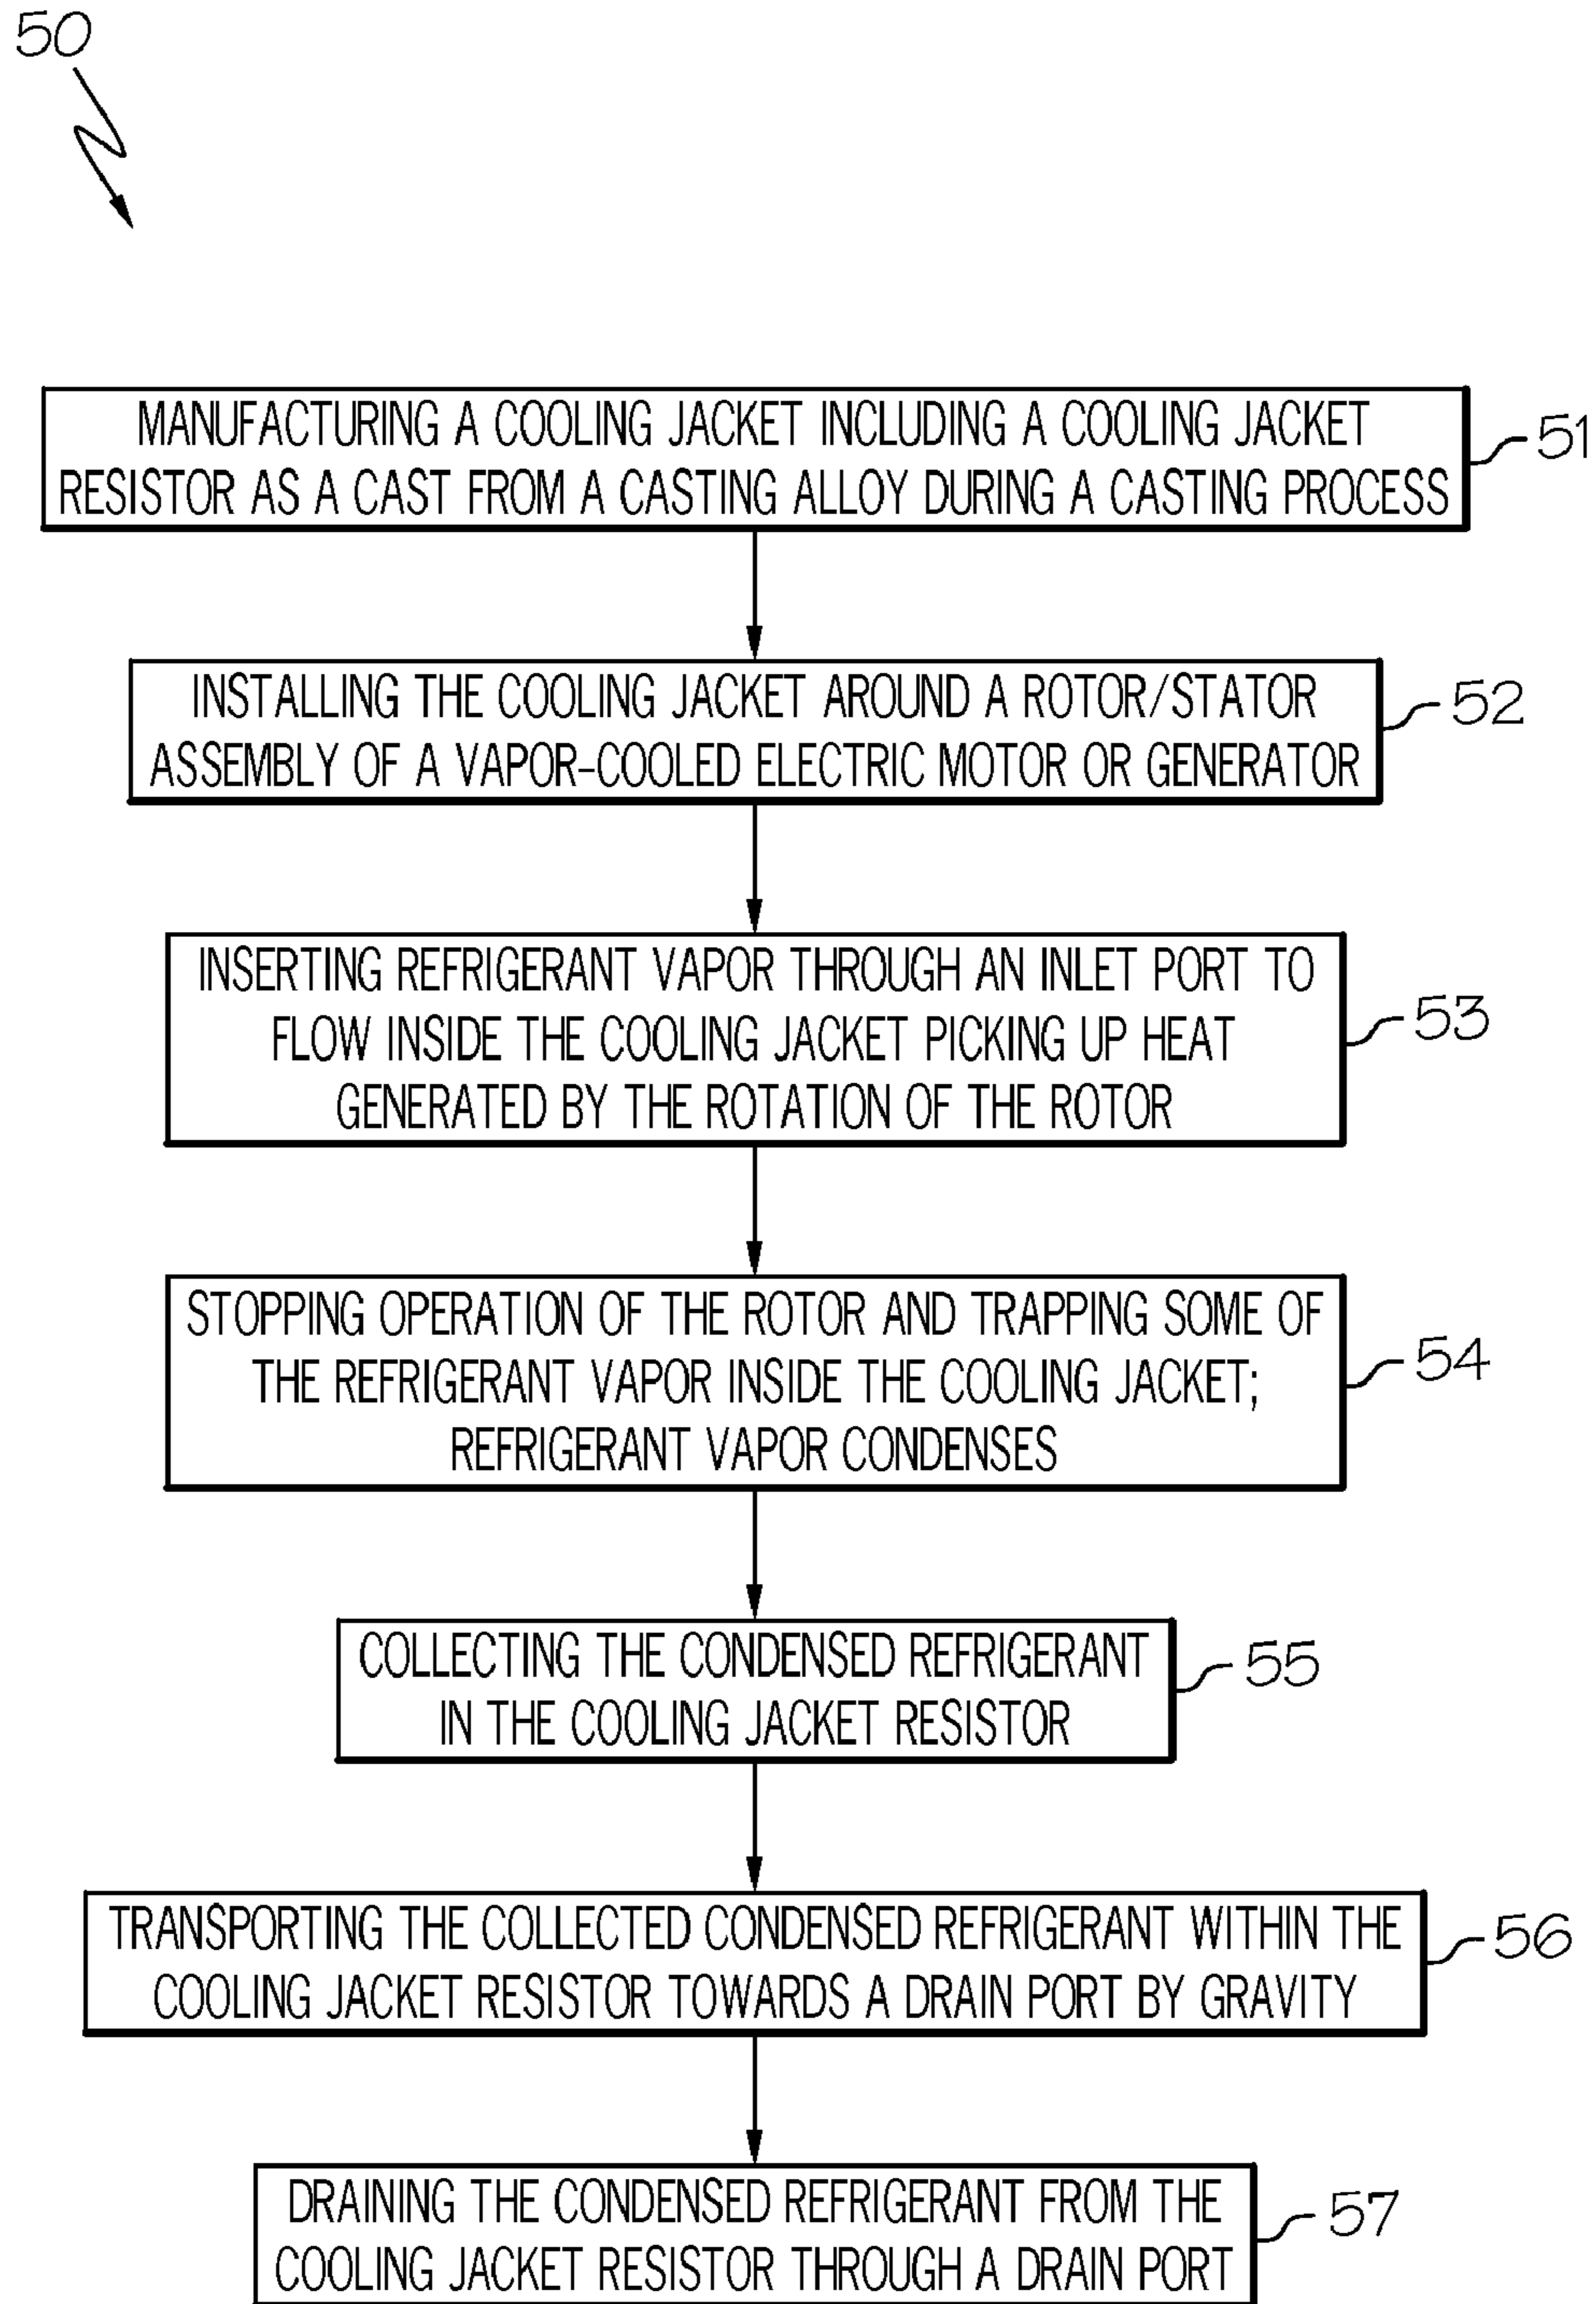 50
MANUFACTURING A COOLING JACKET INCLUDING A COOLING JACKET
RESISTOR AS A CAST FROM A CASTING ALLOY DURING A CASTING PROCESS
51
INSTALLING THE COOLING JACKET AROUND A ROTOR/STATOR
ASSEMBLY OF A VAPOR-COOLED ELECTRIC MOTOR OR GENERATOR
52
INSERTING REFRIGERANT VAPOR THROUGH AN INLET PORT TO
FLOW INSIDE THE COOLING JACKET PICKING UP HEAT
GENERATED BY THE ROTATION OF THE ROTOR
53
STOPPING OPERATION OF THE ROTOR AND TRAPPING SOME OF
THE REFRIGERANT VAPOR INSIDE THE COOLING JACKET;
REFRIGERANT VAPOR CONDENSES
54
COLLECTING THE CONDENSED REFRIGERANT
IN THE COOLING JACKET RESISTOR
55
TRANSPORTING THE COLLECTED CONDENSED REFRIGERANT WITHIN THE
COOLING JACKET RESISTOR TOWARDS A DRAIN PORT BY GRAVITY
56
DRAINING THE CONDENSED REFRIGERANT FROM THE
COOLING JACKET RESISTOR THROUGH A DRAIN PORT
57